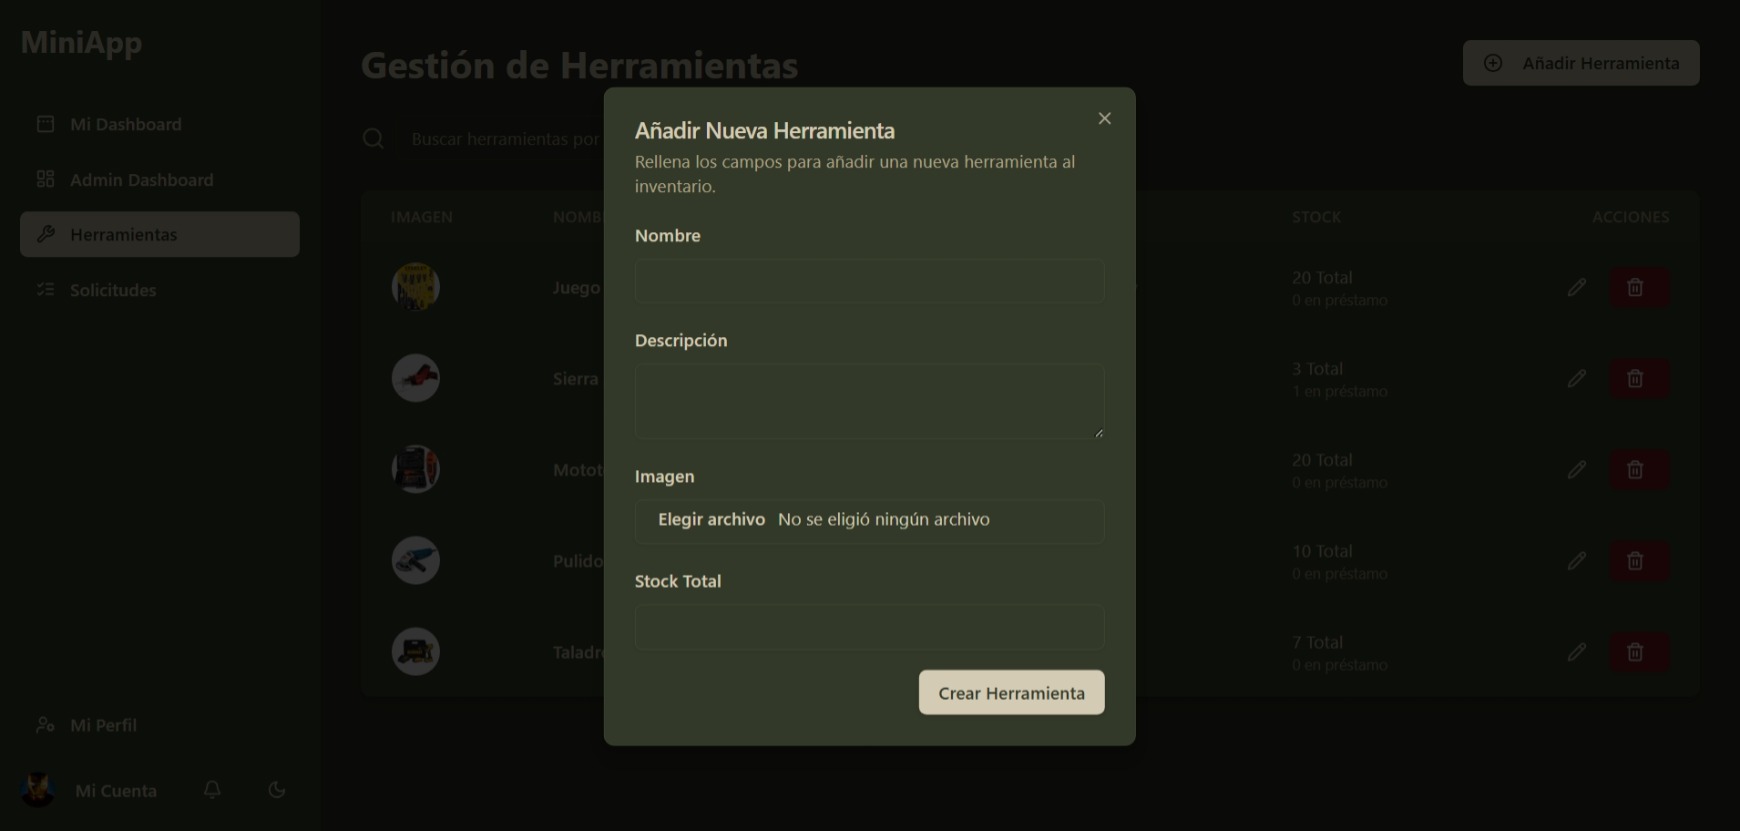 MiniApp
Mi Dashboard
Admin Dashboard
Herramientas
Solicitudes
Mi Perfil
Mi Cuenta
Gestión de Herramientas
Añadir Herramienta
Buscar herramientas por
IMAGEN
STOCK
ACCIONES
Juego
20 Total
0 en préstamo
Sierra
3 Total
1 en préstamo
20 Total
0 en préstamo
10 Total
0 en préstamo
7 Total
0 en préstamo
Añadir Nueva Herramienta
Rellena los campos para añadir una nueva herramienta al
inventario.
Nombre
Descripción
Imagen
Elegir archivo No se eligió ningún archivo
Stock Total
Crear Herramienta